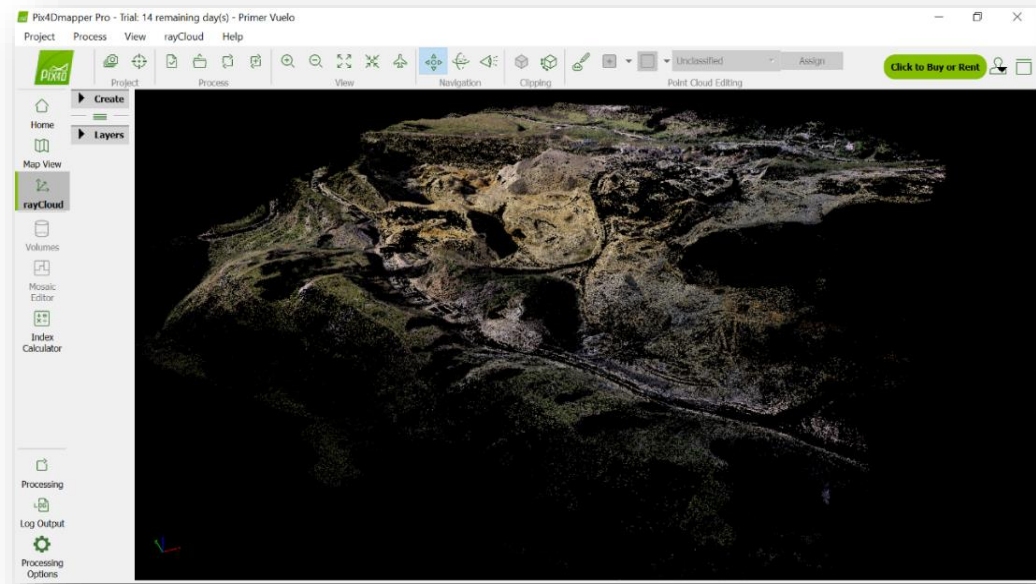 Pix4Dmapper Pro - Trial: 14 remaining day(s) - Primer Vuelo
Project Process View rayCloud Help
PIX4D
Project Process View Navigation Clipping Point Cloud Editing
Unclassified Assign
Click to Buy or Rent
Create
Layers
Home
Map View
rayCloud
Volumes
Mosaic
Editor
Index
Calculator
Processing
LOG
Log Output
Processing
Options